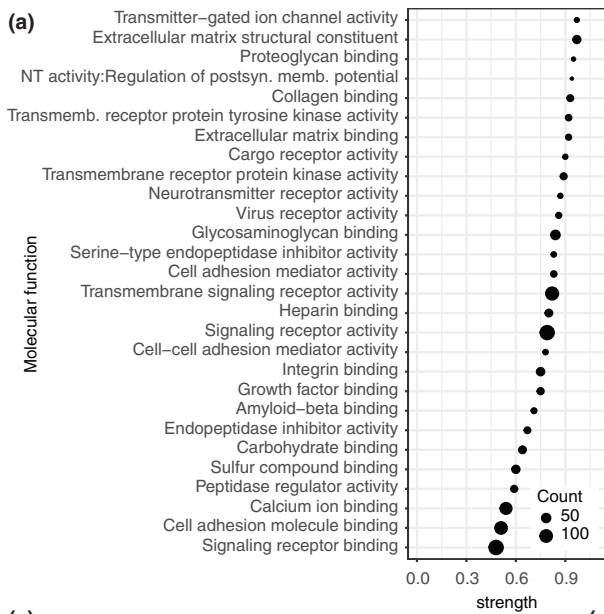 (a)
Transmitter−gated ion channel activity
Extracellular matrix structural constituent
Proteoglycan binding
NT activity:Regulation of postsyn. memb. potential
Collagen binding
Transmemb. receptor protein tyrosine kinase activity
Extracellular matrix binding
Cargo receptor activity
Transmembrane receptor protein kinase activity
Neurotransmitter receptor activity
Virus receptor activity
Glycosaminoglycan binding
Serine−type endopeptidase inhibitor activity
Cell adhesion mediator activity
Transmembrane signaling receptor activity
Heparin binding
Signaling receptor activity
Cell−cell adhesion mediator activity
Integrin binding
Growth factor binding
Amyloid−beta binding
Endopeptidase inhibitor activity
Carbohydrate binding
Sulfur compound binding
Peptidase regulator activity
Calcium ion binding
Cell adhesion molecule binding
Signaling receptor binding
Molecular function
Count
50
100
0.0 0.3 0.6 0.9
strength